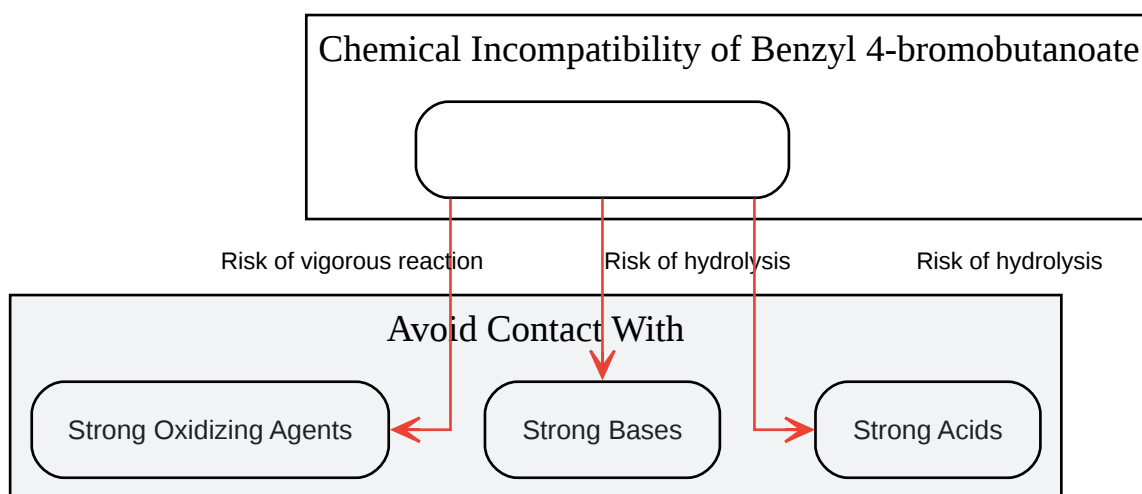 Chemical Incompatibility of Benzyl 4-bromobutanoate
Risk of vigorous reaction
Risk of hydrolysis
Risk of hydrolysis
Avoid Contact With
Strong Oxidizing Agents
Strong Bases
Strong Acids